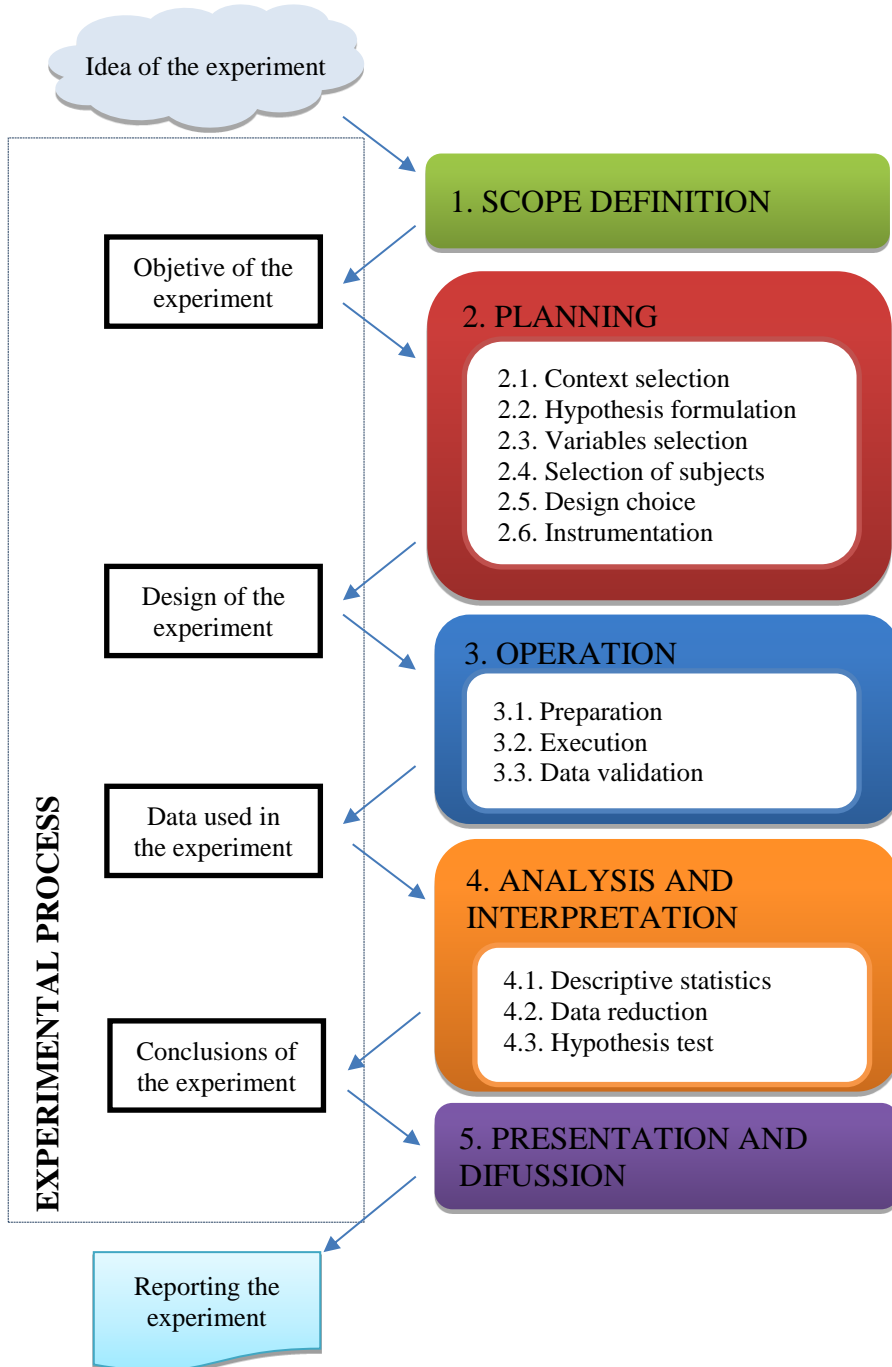 Idea of the experiment
1. SCOPE DEFINITION
Objetive of the
experiment
2. PLANNING
2.1. Context selection
2.2. Hypothesis formulation
2.3. Variables selection
2.4. Selection of subjects
2.5. Design choice
2.6. Instrumentation
Design of the
experiment
3. OPERATION
3.1. Preparation
3.2. Execution
3.3. Data validation
Data used in
the experiment
4. ANALYSIS AND
INTERPRETATION
4.1. Descriptive statistics
4.2. Data reduction
4.3. Hypothesis test
Conclusions of
the experiment
5. PRESENTATION AND
DIFUSSION
EXPERIMENTAL PROCESS
Reporting the
experiment